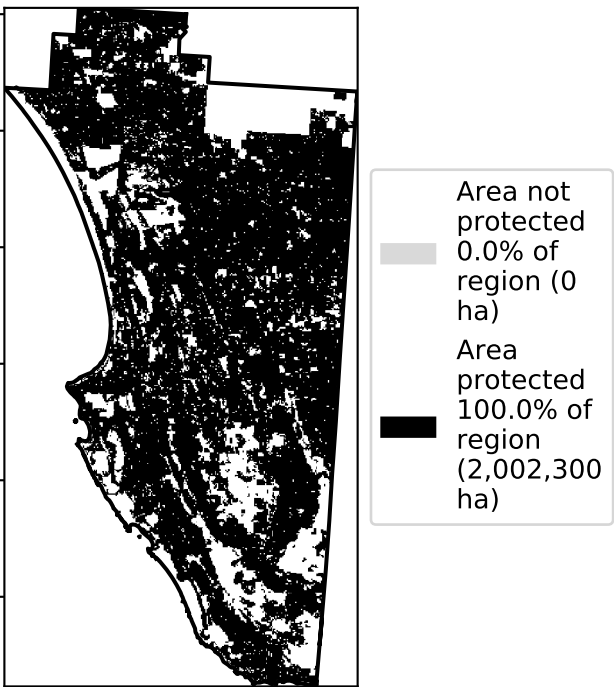 Area not
protected
0.0% of
region (0
ha)
Area
protected
100.0% of
region
(2,002,300
ha)